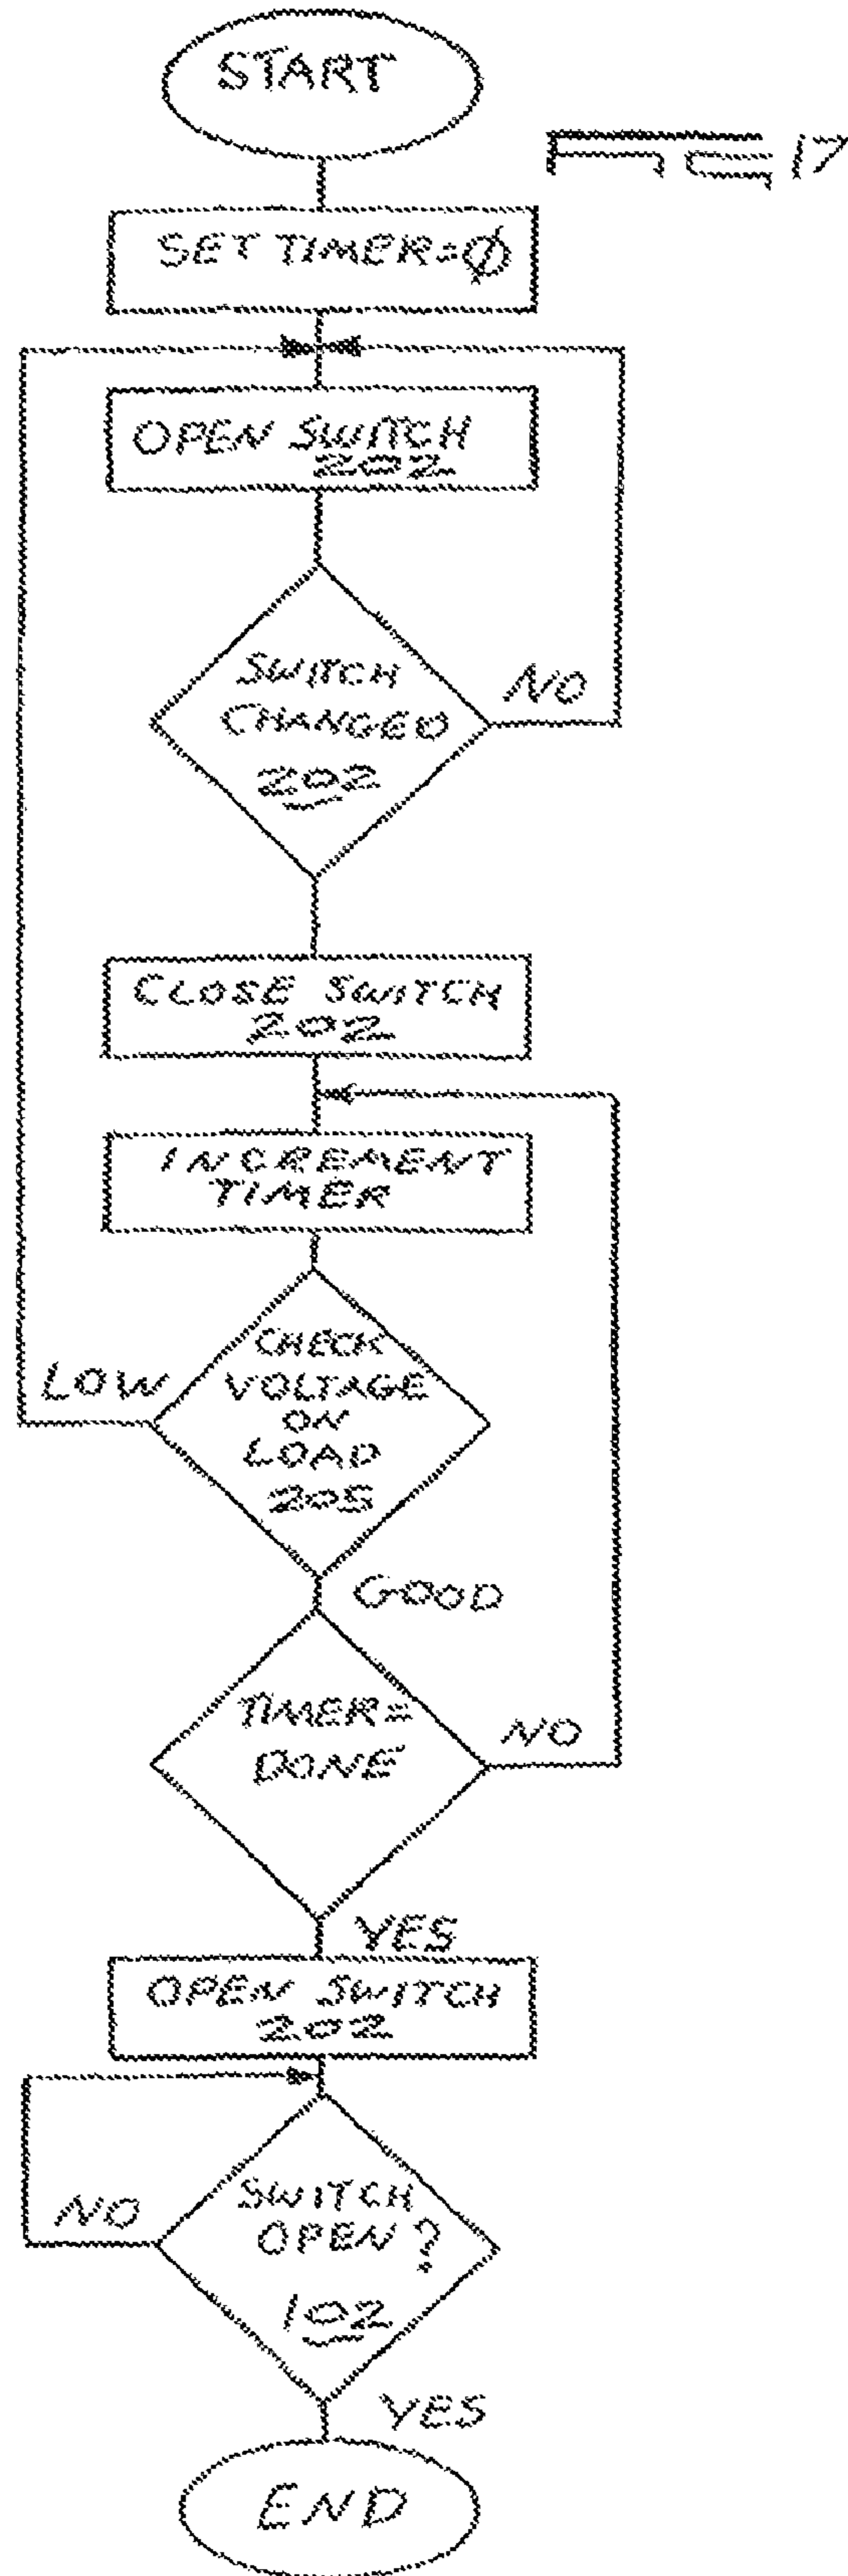 START
FIG 17
SET TIMER=Ø
OPEN SWITCH
202
SWITCH
CHANGED
202
NO
CLOSE SWITCH
202
INCREMENT
TIMER
LOW
CHECK
VOLTAGE
ON
LOAD
205
GOOD
TIMER=
DONE
NO
YES
OPEN SWITCH
202
NO
SWITCH
OPEN?
102
YES
END